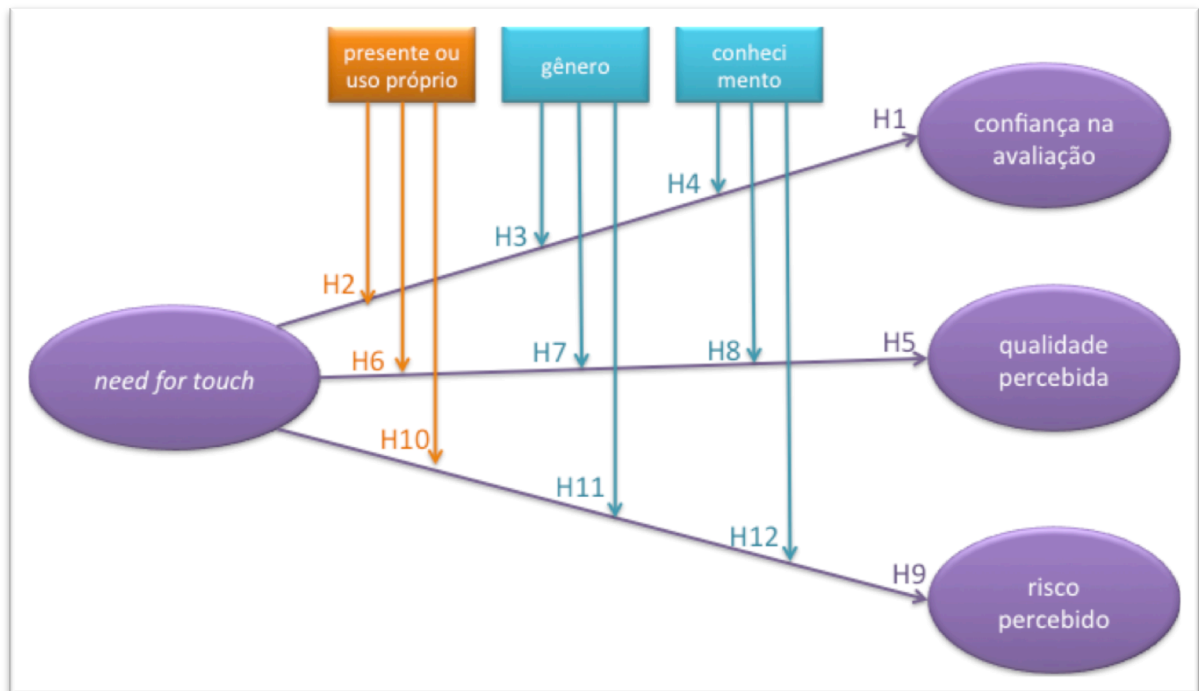 presente ou
uso próprio
gênero
conheci
mento
H1
confiança na
avaliação
H4
H3
H2
need for touch
H6
H7
H8
H5
qualidade
percebida
H10
H11
H12
H9
risco
percebido